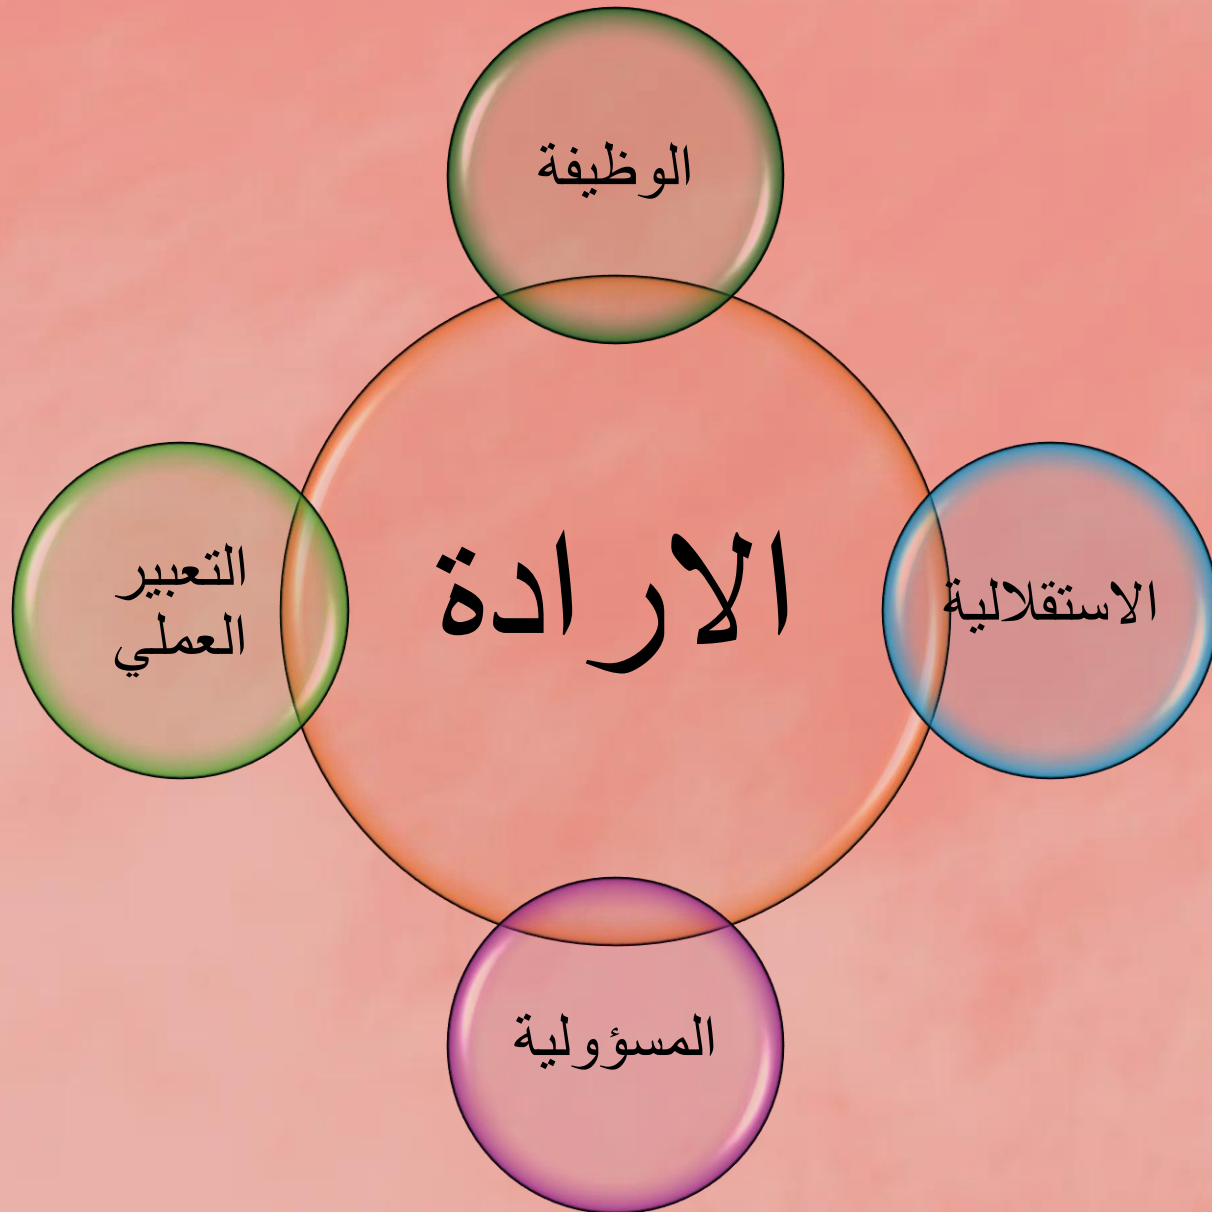 الوظيفة
الارادة
الاستقلالية
التعبير
العملي
المسؤولية